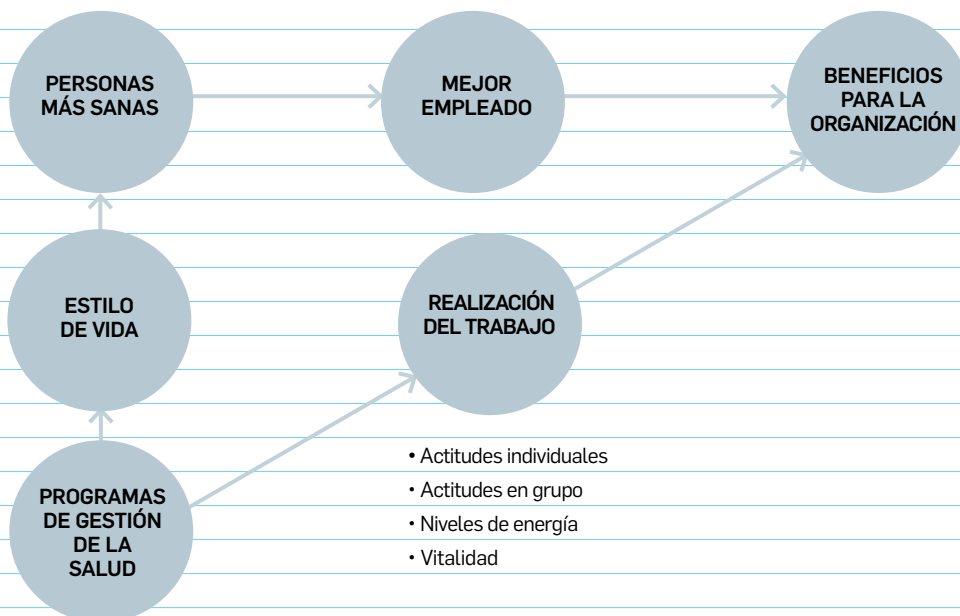 PERSONAS
MÁS SANAS
MEJOR
EMPLEADO
BENEFICIOS
PARA LA
ORGANIZACIÓN
ESTILO
DE VIDA
REALIZACIÓN
DEL TRABAJO
PROGRAMAS
DE GESTIÓN
DE LA
SALUD
• Actitudes individuales
• Actitudes en grupo
• Niveles de energía
• Vitalidad